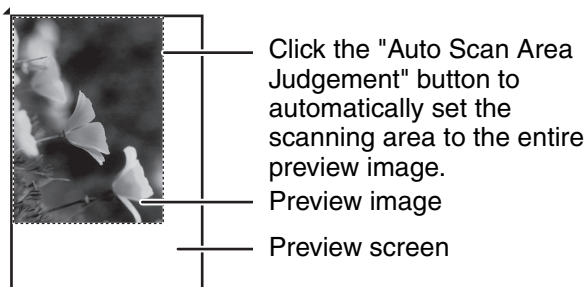 Click the "Auto Scan Area
Judgement" button to
automatically set the
scanning area to the entire
preview image.
Preview image
Preview screen